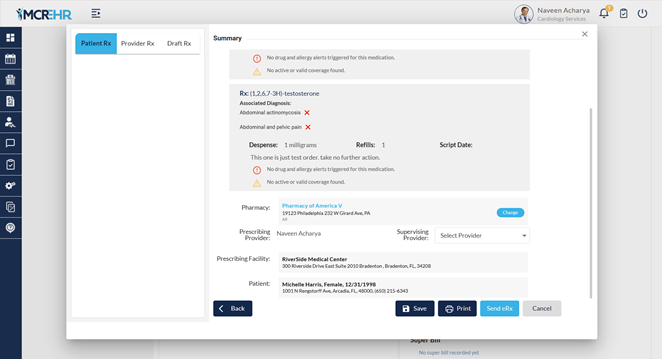 MCREHR
Naveen Acharya
Cardiology Services
Patient Rx
Provider Rx
Draft Rx
Summary
No drug and allergy alerts triggered for this medication.
No active or valid coverage found.
Rx: (1,2,6,7-3H)-testosterone
Associated Diagnosis:
Abdominal actinomycosis
Abdominal and pelvic pain
Despense: 1 milligrams Refills: 1 Script Date:
This one is just test order. take no further action.
No drug and allergy alerts triggered for this medication.
No active or valid coverage found.
Pharmacy: Pharmacy of America V
19123 Philadelphia 232 W Girard Ave, PA
Change
Prescribing Provider: Naveen Acharya
Supervising Provider: Select Provider
Prescribing Facility: RiverSide Medical Center
300 Riverside Drive East Suite 2010 Bradenton , Bradenton, FL, 34208
Patient: Michelle Harris, Female, 12/31/1998
1001 N Rengstorff Ave, Arcadia, FL, 48000, (650) 215-6343
Back
Save
Print
Send eRx
Cancel
Super Bill
No super bill recorded yet